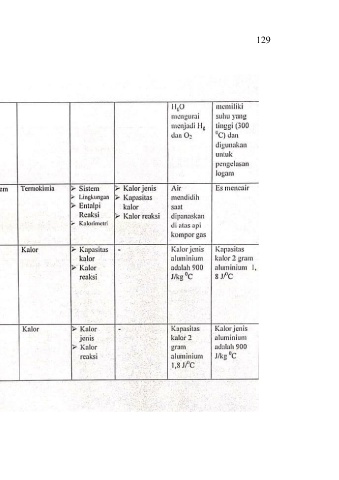 129
H2O
mengurai
menjadi H2
dan O2
memiliki
suhu yang
tinggi (300
⁰C) dan
digunakan
untuk
pengelasan
logam
em
Termokimia
➢ Sistem
➢ Lingkungan
➢ Entalpi
Reaksi
➢ Kalorimetri
➢ Kalor jenis
➢ Kapasitas
kalor
➢ Kalor reaksi
Air
mendidih
saat
dipanaskan
di atas api
kompor gas
Es mencair
Kalor
➢ Kapasitas
kalor
➢ Kalor
reaksi
-
Kalor jenis
aluminium
adalah 900
J/kg ⁰C
Kapasitas
kalor 2 gram
aluminium 1,
8 J/⁰C
Kalor
➢ Kalor
jenis
➢ Kalor
reaksi
-
Kapasitas
kalor 2
gram
aluminium
1,8 J/⁰C
Kalor jenis
aluminium
adalah 900
J/kg ⁰C